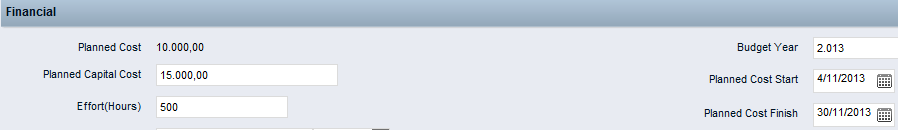 Financial
Planned Cost 10.000,00 Budget Year 2.013
Planned Capital Cost 15.000,00 Planned Cost Start 4/11/2013
Effort(Hours) 500 Planned Cost Finish 30/11/2013